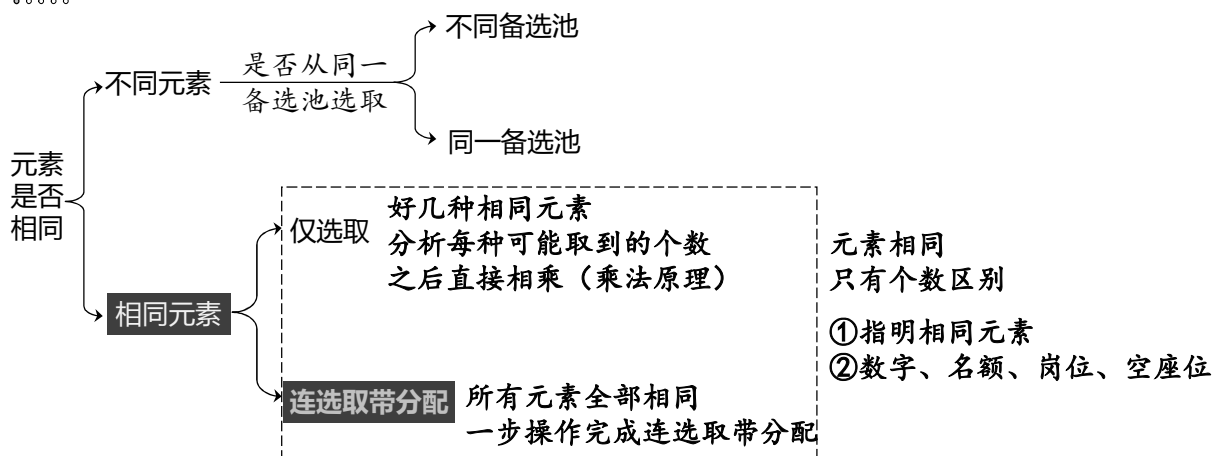 不同备选池
不同元素
是否从同一
备选池选取
同一备选池
元素
是否
相同
仅选取
好几种相同元素
分析每种可能取到的个数
之后直接相乘（乘法原理）
元素相同
只有个数区别
相同元素
①指明相同元素
②数字、名额、岗位、空座位
连选取带分配
所有元素全部相同
一步操作完成连选取带分配